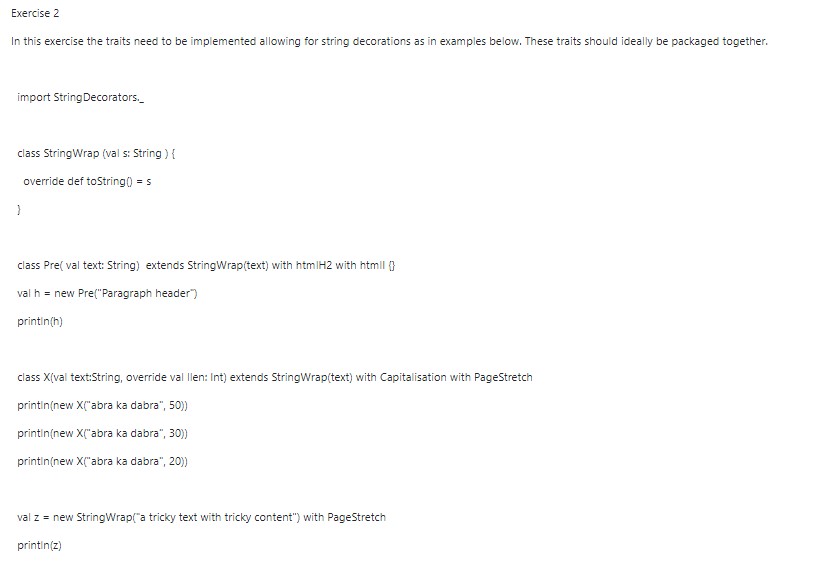 Exercise 2
In this exercise the traits need to be implemented allowing for string decorations as in examples below. These traits should ideally be packaged together.
import StringDecorators._
class StringWrap (val s: String ) {
override def toString() = s
}
class Pre( val text: String)  extends StringWrap(text) with htmlH2 with htmlI {}
val h = new Pre("Paragraph header")
println(h)
class X(val text:String, override val llen: Int) extends StringWrap(text) with Capitalisation with PageStretch
println(new X("abra ka dabra", 50))
println(new X("abra ka dabra", 30))
println(new X("abra ka dabra", 20))
val z = new StringWrap("a tricky text with tricky content") with PageStretch
println(z)